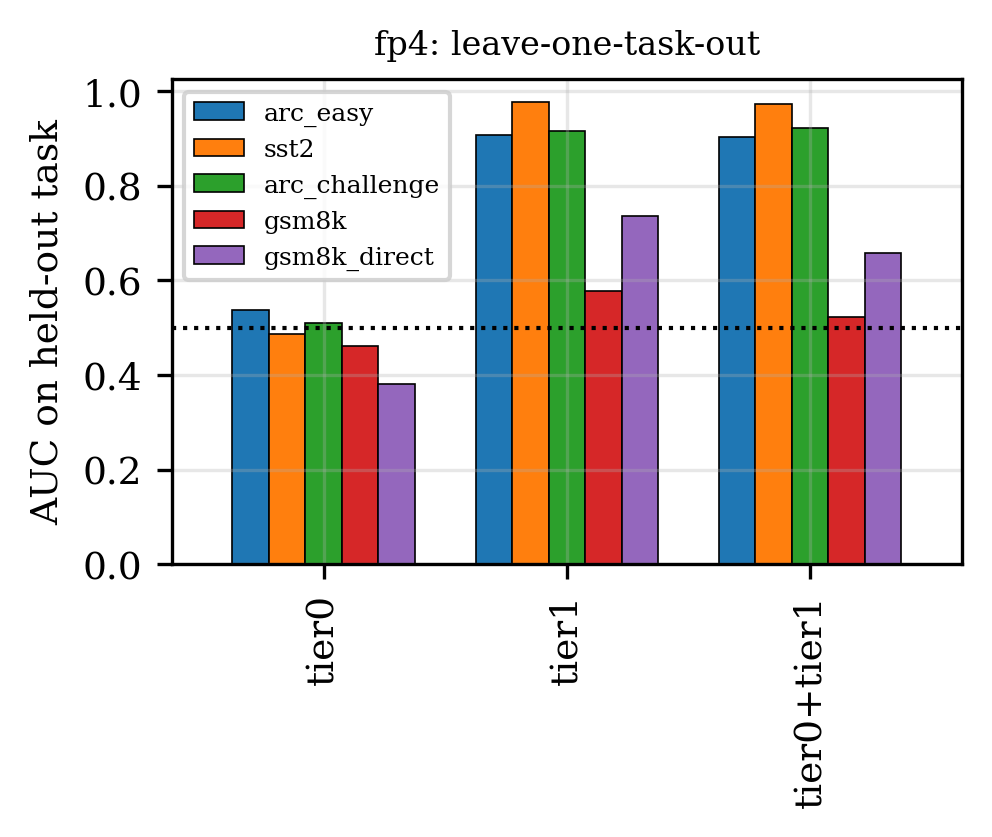 fp4: leave-one-task-out
AUC on held-out task
1.0
0.8
0.6
0.4
0.2
0.0
arc_easy
sst2
arc_challenge
gsm8k
gsm8k_direct
tier0
tier1
tier0+tier1